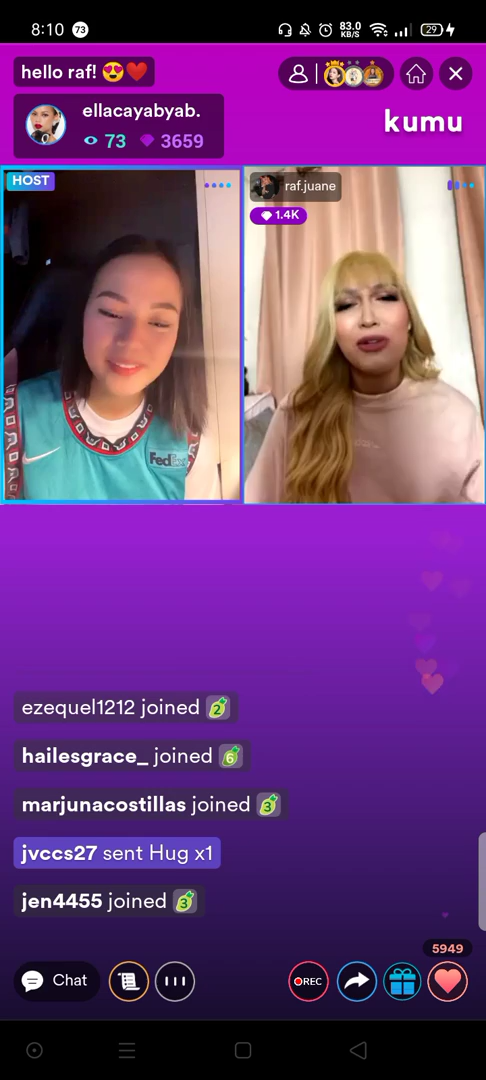 8:10 73 83.0 KB/S 29
hello raf! 😍❤️
ellacayabyab.
73 3659
kumu
HOST
raf.juane
1.4K
FedEx
ezequel1212 joined 2
hailesgrace_ joined 6
marjunacostillas joined 3
jvccs27 sent Hug x1
jen4455 joined 3
5949
Chat
REC